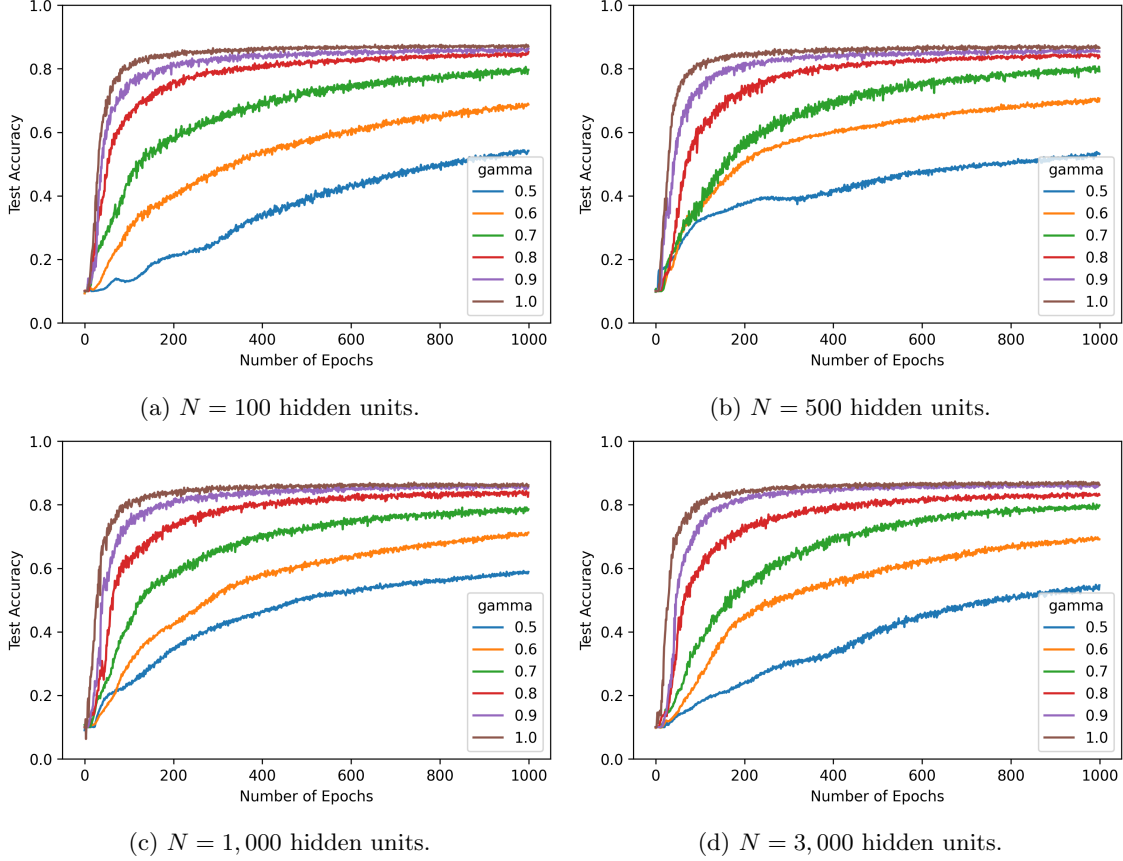 1.0
0.8
0.6
0.4
0.2
0.0
Test Accuracy
gamma
0.5
0.6
0.7
0.8
0.9
1.0
0 200 400 600 800 1000
Number of Epochs
(a) N = 100 hidden units.
1.0
0.8
0.6
0.4
0.2
0.0
Test Accuracy
gamma
0.5
0.6
0.7
0.8
0.9
1.0
0 200 400 600 800 1000
Number of Epochs
(b) N = 500 hidden units.
1.0
0.8
0.6
0.4
0.2
0.0
Test Accuracy
gamma
0.5
0.6
0.7
0.8
0.9
1.0
0 200 400 600 800 1000
Number of Epochs
(c) N = 1,000 hidden units.
1.0
0.8
0.6
0.4
0.2
0.0
Test Accuracy
gamma
0.5
0.6
0.7
0.8
0.9
1.0
0 200 400 600 800 1000
Number of Epochs
(d) N = 3,000 hidden units.